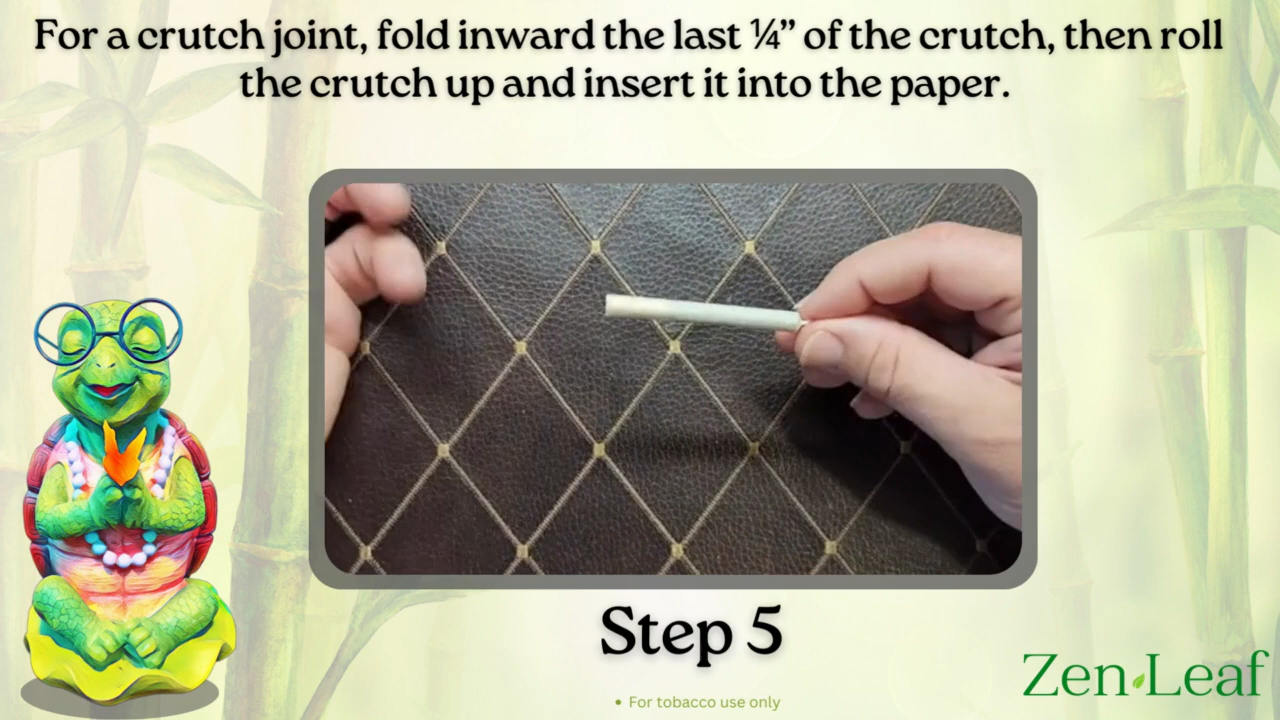 For a crutch joint, fold inward the last ¼” of the crutch, then roll
the crutch up and insert it into the paper.
Step 5
• For tobacco use only
Zen Leaf